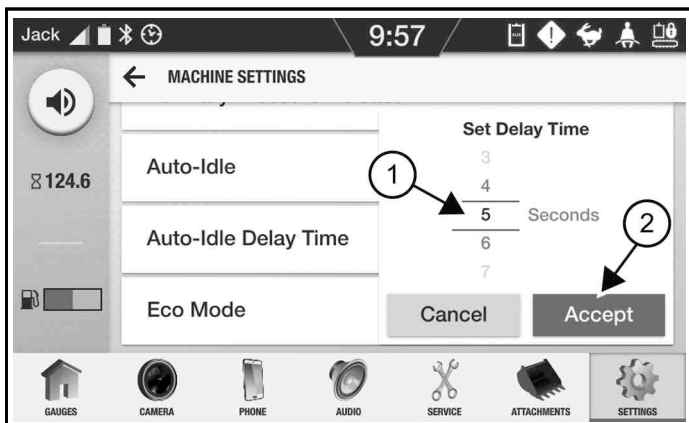 Jack 9:57
MACHINE SETTINGS
Set Delay Time
3
Auto-Idle
1
4
124.6
5 Seconds
2
Auto-Idle Delay Time
6
7
Eco Mode
Cancel Accept
GAUGES CAMERA PHONE AUDIO SERVICE ATTACHMENTS SETTINGS